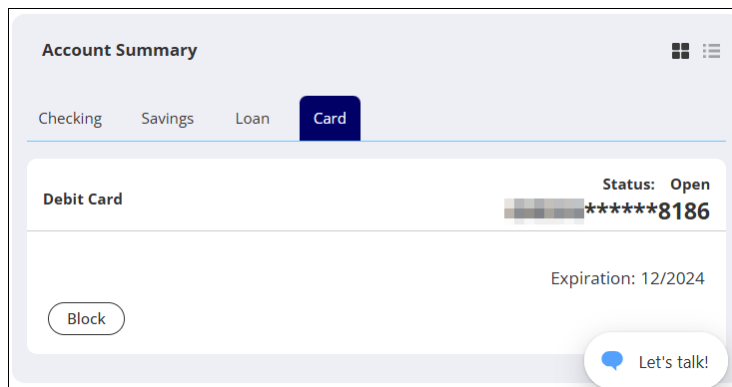 Account Summary
Checking Savings Loan Card
Debit Card
Status: Open
******8186
Expiration: 12/2024
Block
Let's talk!